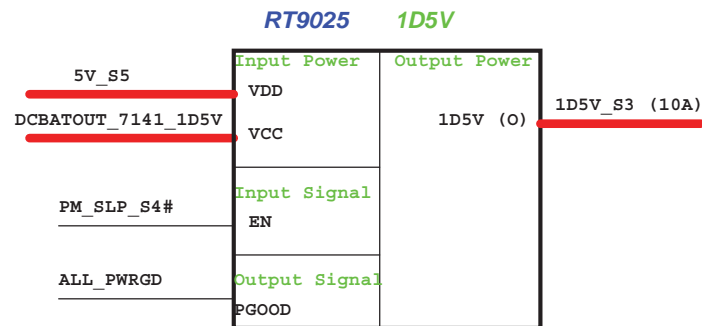 RT9025 1D5V
Input Power Output Power
5V_S5
VDD
1D5V_S3 (10A)
DCBATOUT_7141_1D5V
1D5V (O)
VCC
Input Signal
PM_SLP_S4#
EN
ALL_PWRGD
Output Signal
PGOOD